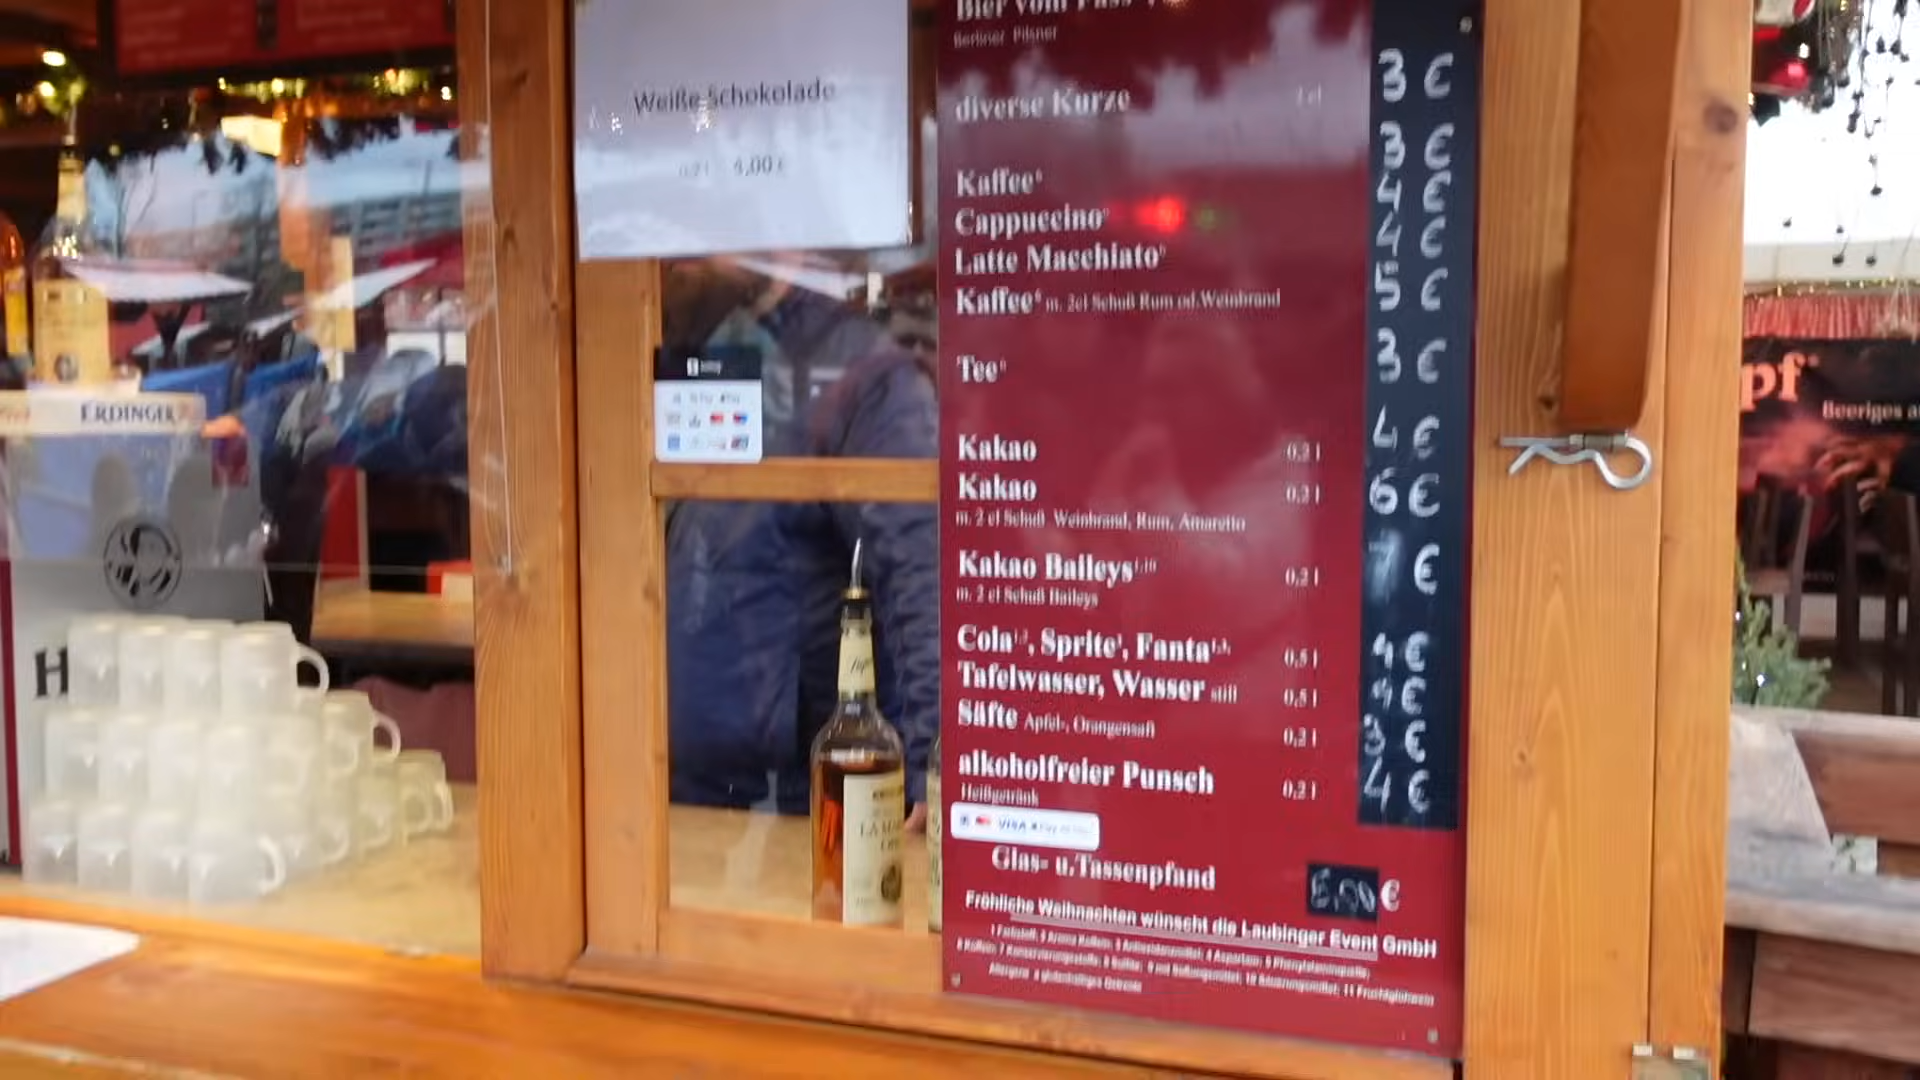 Weiße Schokolade
0,2 l 4,00 €
ERDINGER
H
Bier vom Fass
Berliner Pilsner
diverse Kurze 3 €
Kaffee 3 €
Cappuccino 4 €
Latte Macchiato 4 €
Kaffee m. 2cl Schuß Rum od.Weinbrand 5 €
Tee 3 €
Kakao 0,2 l 4 €
Kakao 0,2 l 6 €
m. 2 cl Schuß Weinbrand, Rum, Amaretto
Kakao Baileys 0,2 l 7 €
m. 2 cl Schuß Baileys
Cola, Sprite, Fanta 0,5 l 4 €
Tafelwasser, Wasser still 0,5 l 4 €
Säfte Apfel-, Orangensaft 0,2 l 3 €
alkoholfreier Punsch 0,2 l 4 €
Heißgetränk
VISA
Glas- u.Tassenpfand €
Fröhliche Weihnachten wünscht die Laubinger Event GmbH
pf
Beeriges